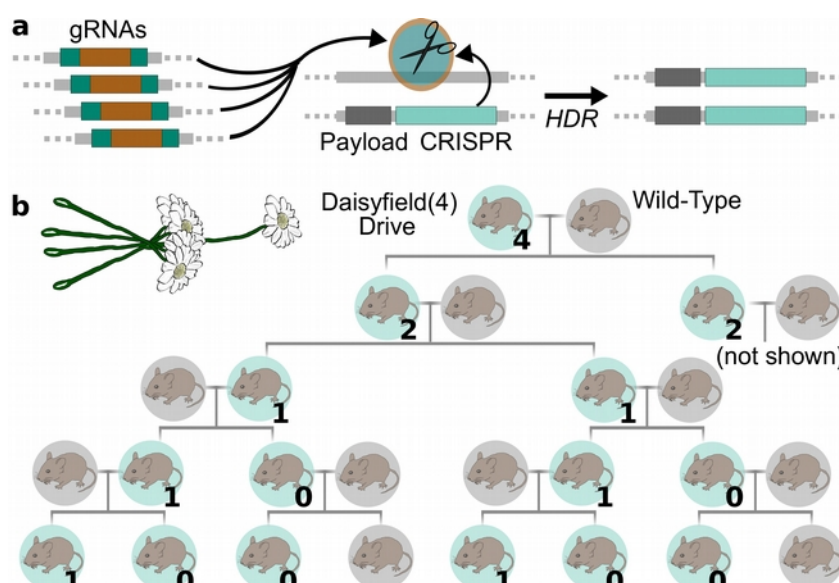 a
gRNAs
Payload CRISPR
HDR
b
Daisyfield(4)
Drive
Wild-Type
4
2
2
(not shown)
1
1
1
0
1
0
1
0
0
1
0
0